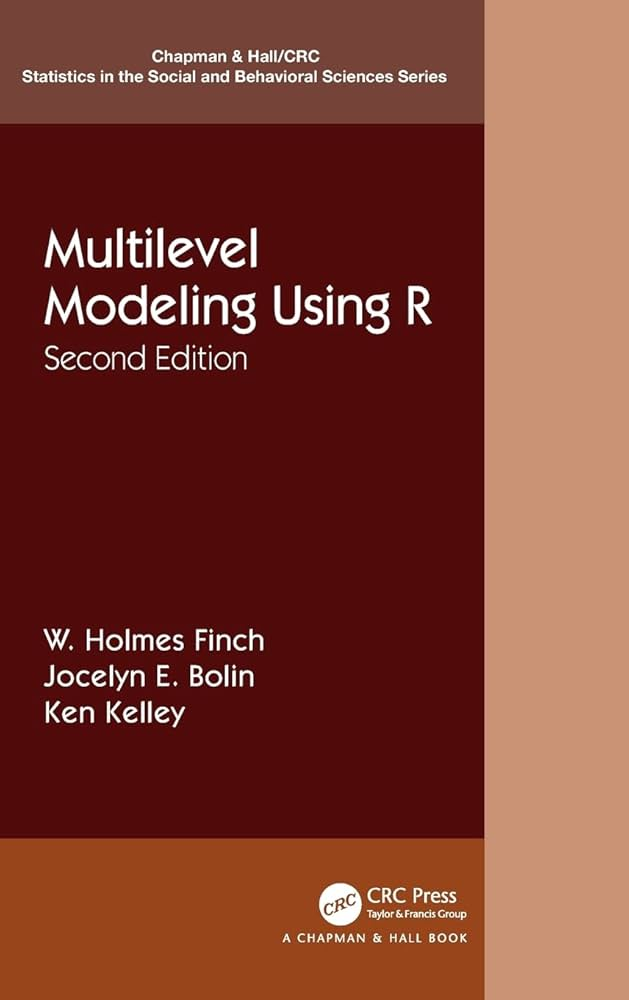 Chapman & Hall/CRC
Statistics in the Social and Behavioral Sciences Series
Multilevel
Modeling Using R
Second Edition
W. Holmes Finch
Jocelyn E. Bolin
Ken Kelley
CRC
CRC Press
Taylor & Francis Group
A CHAPMAN & HALL BOOK